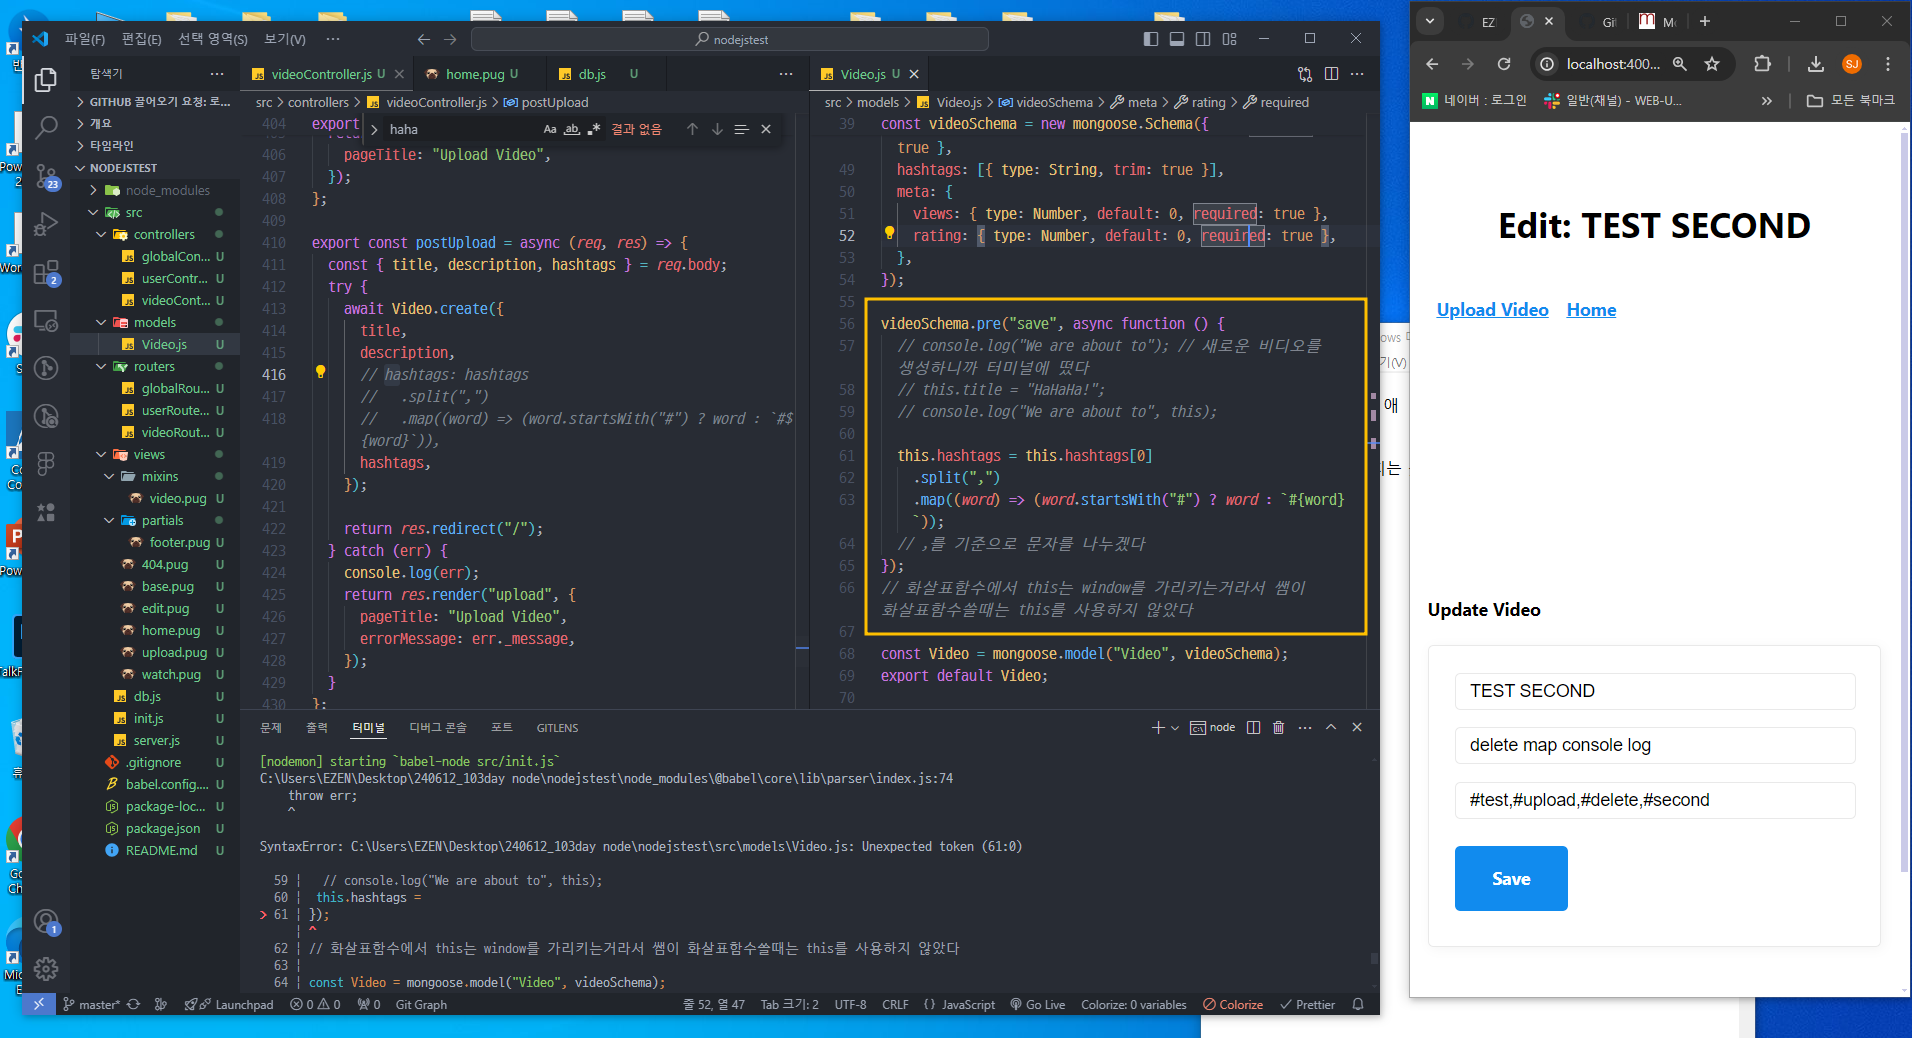 파일(F) 편집(E) 선택 영역(S) 보기(V) ··· nodejstest
탐색기
GITHUB 끌어오기 요청: 로...
개요
타임라인
NODEJSTEST
node_modules
src
controllers
globalCon... U
userContr... U
videoCont... U
models
Video.js U
routers
globalRou... U
userRoute... U
videoRout... U
views
mixins
video.pug U
partials
footer.pug U
404.pug U
base.pug U
edit.pug U
home.pug U
upload.pug U
watch.pug U
db.js U
init.js U
server.js U
.gitignore U
babel.config.... U
package-loc... U
package.json U
README.md U
videoController.js U home.pug U db.js U
src > controllers > videoController.js > postUpload
haha Aa ab 결과 없음
404 export
406 pageTitle: "Upload Video",
407 });
408 };
409
410 export const postUpload = async (req, res) => {
411 const { title, description, hashtags } = req.body;
412 try {
413 await Video.create({
414 title,
415 description,
416 // hashtags: hashtags
417 // .split(",")
418 // .map((word) => (word.startsWith("#") ? word : `#$
{word}`)),
419 hashtags,
420 });
421
422 return res.redirect("/");
423 } catch (err) {
424 console.log(err);
425 return res.render("upload", {
426 pageTitle: "Upload Video",
427 errorMessage: err._message,
428 });
429 }
430 };
Video.js U
src > models > Video.js > videoSchema > meta > rating > required
39 const videoSchema = new mongoose.Schema({
true },
49 hashtags: [{ type: String, trim: true }],
50 meta: {
51 views: { type: Number, default: 0, required: true },
52 rating: { type: Number, default: 0, required: true },
53 },
54 });
55
56 videoSchema.pre("save", async function () {
57 // console.log("We are about to"); // 새로운 비디오를
생성하니까 터미널에 떴다
58 // this.title = "HaHaHa!";
59 // console.log("We are about to", this);
60
61 this.hashtags = this.hashtags[0]
62 .split(",")
63 .map((word) => (word.startsWith("#") ? word : `#{word}
`));
64 // ,를 기준으로 문자를 나누겠다
65 });
66 // 화살표함수에서 this는 window를 가리키는거라서 쌤이
화살표함수쓸때는 this를 사용하지 않았다
67
68 const Video = mongoose.model("Video", videoSchema);
69 export default Video;
70
문제 출력 터미널 디버그 콘솔 포트 GITLENS node
[nodemon] starting `babel-node src/init.js`
C:\Users\EZEN\Desktop\240612_103day node\nodejstest\node_modules\@babel\core\lib\parser\index.js:74
throw err;
^
SyntaxError: C:\Users\EZEN\Desktop\240612_103day node\nodejstest\src\models\Video.js: Unexpected token (61:0)
59 | // console.log("We are about to", this);
60 | this.hashtags =
> 61 | });
| ^
62 | // 화살표함수에서 this는 window를 가리키는거라서 쌤이 화살표함수쓸때는 this를 사용하지 않았다
63 |
64 | const Video = mongoose.model("Video", videoSchema);
master* Launchpad 0 0 0 Git Graph 줄 52, 열 47 Tab 크기: 2 UTF-8 CRLF {} JavaScript Go Live Colorize: 0 variables Colorize Prettier
23
2
1
EZ Git M
localhost:400... SJ
네이버 : 로그인 일반(채널) - WEB-U... 모든 북마크
Edit: TEST SECOND
Upload Video Home
Update Video
TEST SECOND
delete map console log
#test,#upload,#delete,#second
Save